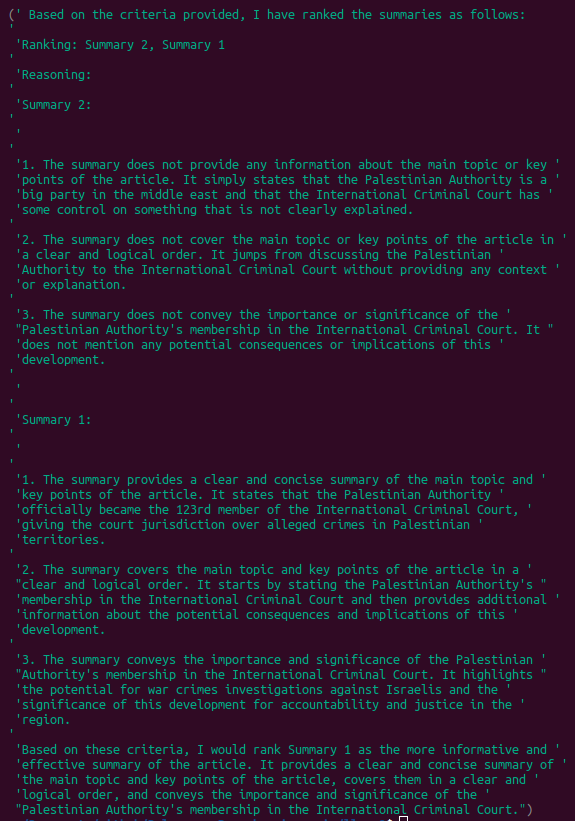 (' Based on the criteria provided, I have ranked the summaries as follows:
'
'Ranking: Summary 2, Summary 1
'
'Reasoning:
'
'Summary 2:
'
'
'
'1. The summary does not provide any information about the main topic or key '
'points of the article. It simply states that the Palestinian Authority is a '
'big party in the middle east and that the International Criminal Court has '
'some control on something that is not clearly explained.
'
'2. The summary does not cover the main topic or key points of the article in '
'a clear and logical order. It jumps from discussing the Palestinian '
'Authority to the International Criminal Court without providing any context '
'or explanation.
'
'3. The summary does not convey the importance or significance of the '
"Palestinian Authority's membership in the International Criminal Court. It "
'does not mention any potential consequences or implications of this '
'development.
'
'
'
'Summary 1:
'
'
'
'1. The summary provides a clear and concise summary of the main topic and '
'key points of the article. It states that the Palestinian Authority '
'officially became the 123rd member of the International Criminal Court, '
'giving the court jurisdiction over alleged crimes in Palestinian '
'territories.
'
'2. The summary covers the main topic and key points of the article in a '
"clear and logical order. It starts by stating the Palestinian Authority's "
'membership in the International Criminal Court and then provides additional '
'information about the potential consequences and implications of this '
'development.
'
'3. The summary conveys the importance and significance of the Palestinian '
"Authority's membership in the International Criminal Court. It highlights "
'the potential for war crimes investigations against Israelis and the '
'significance of this development for accountability and justice in the '
'region.
'
'Based on these criteria, I would rank Summary 1 as the more informative and '
'effective summary of the article. It provides a clear and concise summary of '
'the main topic and key points of the article, covers them in a clear and '
'logical order, and conveys the importance and significance of the '
"Palestinian Authority's membership in the International Criminal Court.")